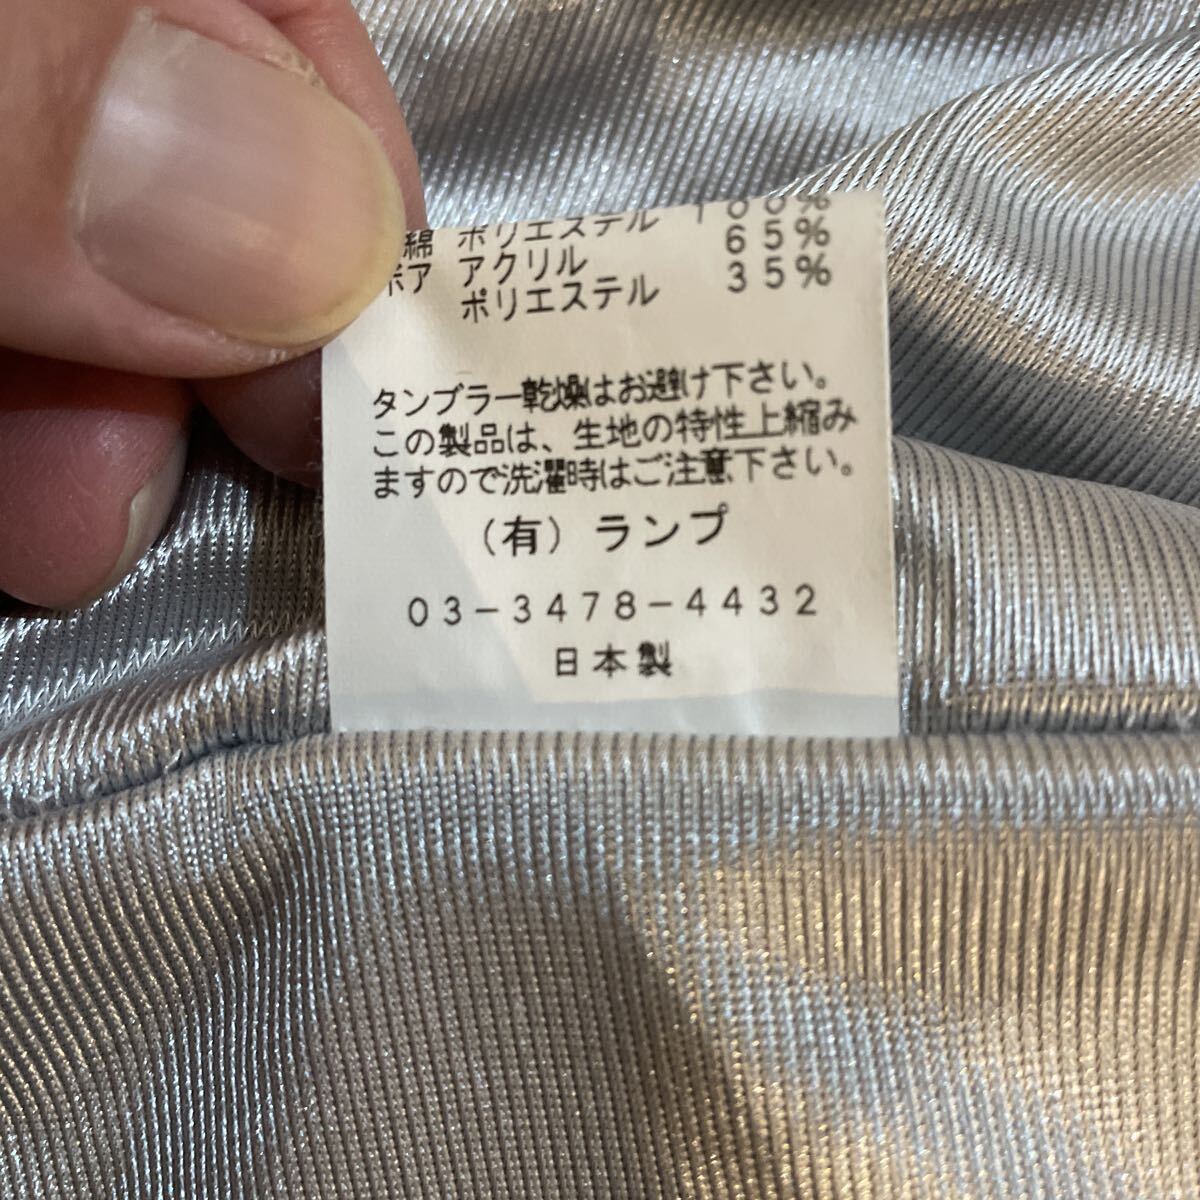 綿 ポリエステル 100%
ボア アクリル 65%
ポリエステル 35%
タンブラー乾燥はお避け下さい。
この製品は、生地の特性上縮み
ますので洗濯時はご注意下さい。
(有)ランプ
03-3478-4432
日本製